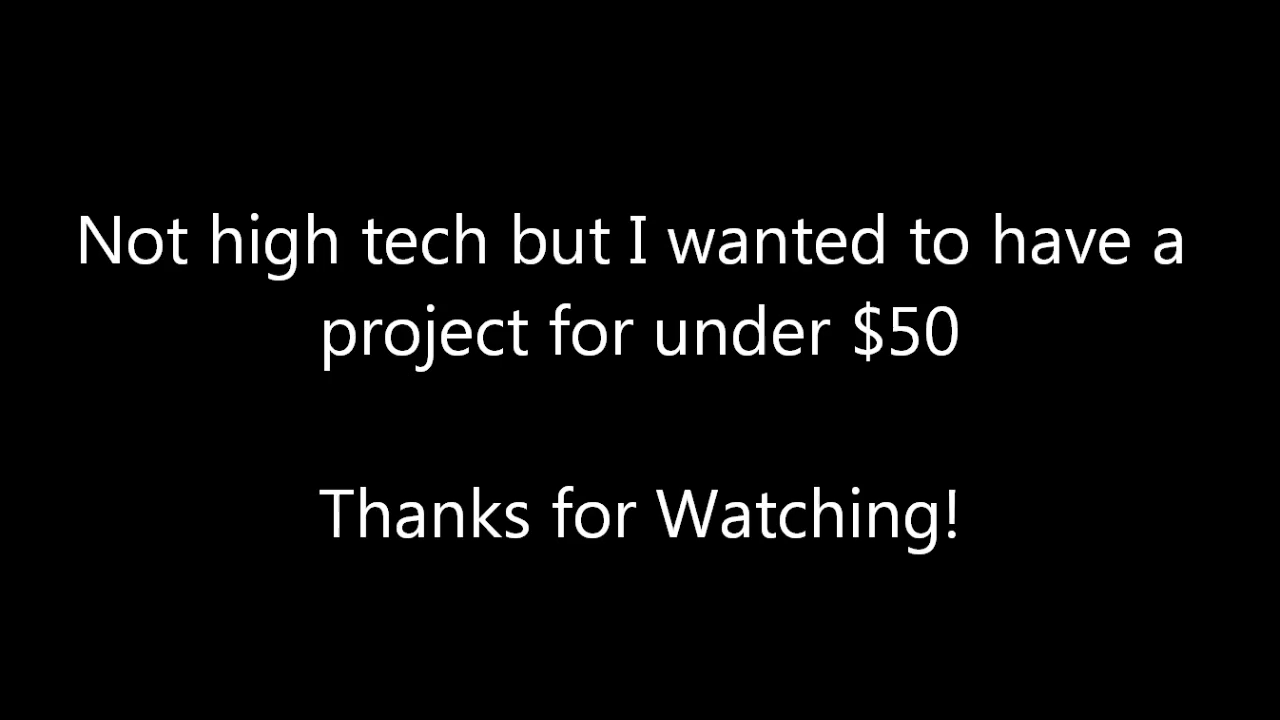 Not high tech but I wanted to have a
project for under $50
Thanks for Watching!